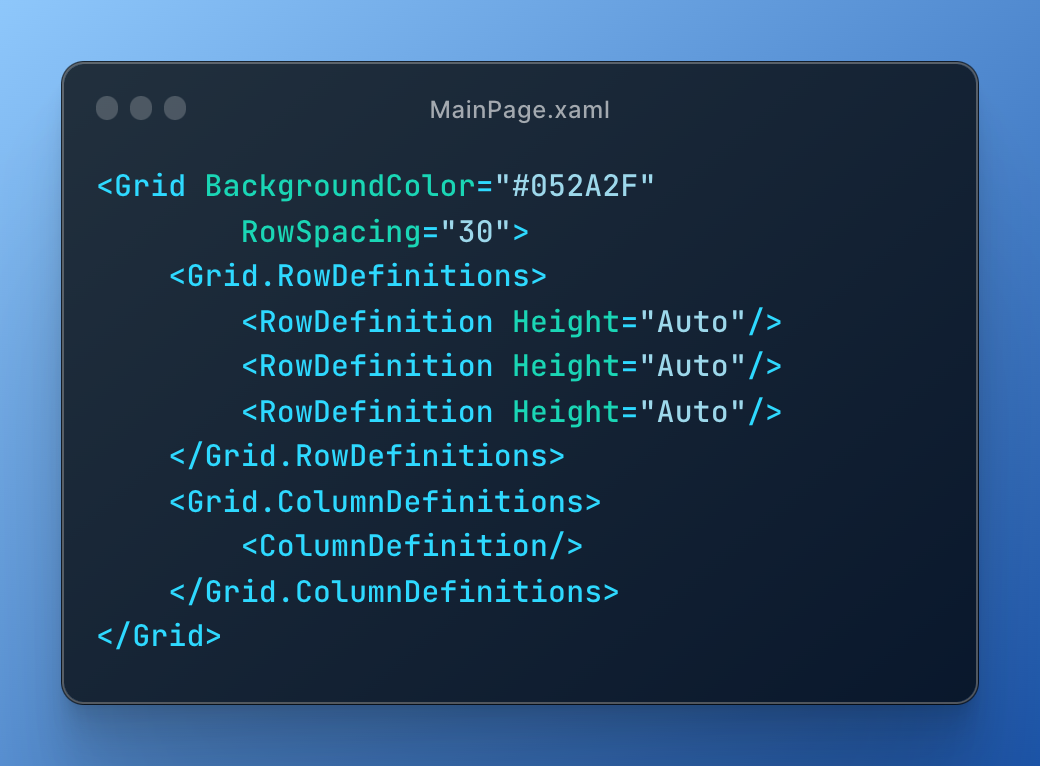 MainPage.xaml
<Grid BackgroundColor="#052A2F"
        RowSpacing="30">
    <Grid.RowDefinitions>
        <RowDefinition Height="Auto"/>
        <RowDefinition Height="Auto"/>
        <RowDefinition Height="Auto"/>
    </Grid.RowDefinitions>
    <Grid.ColumnDefinitions>
        <ColumnDefinition/>
    </Grid.ColumnDefinitions>
</Grid>